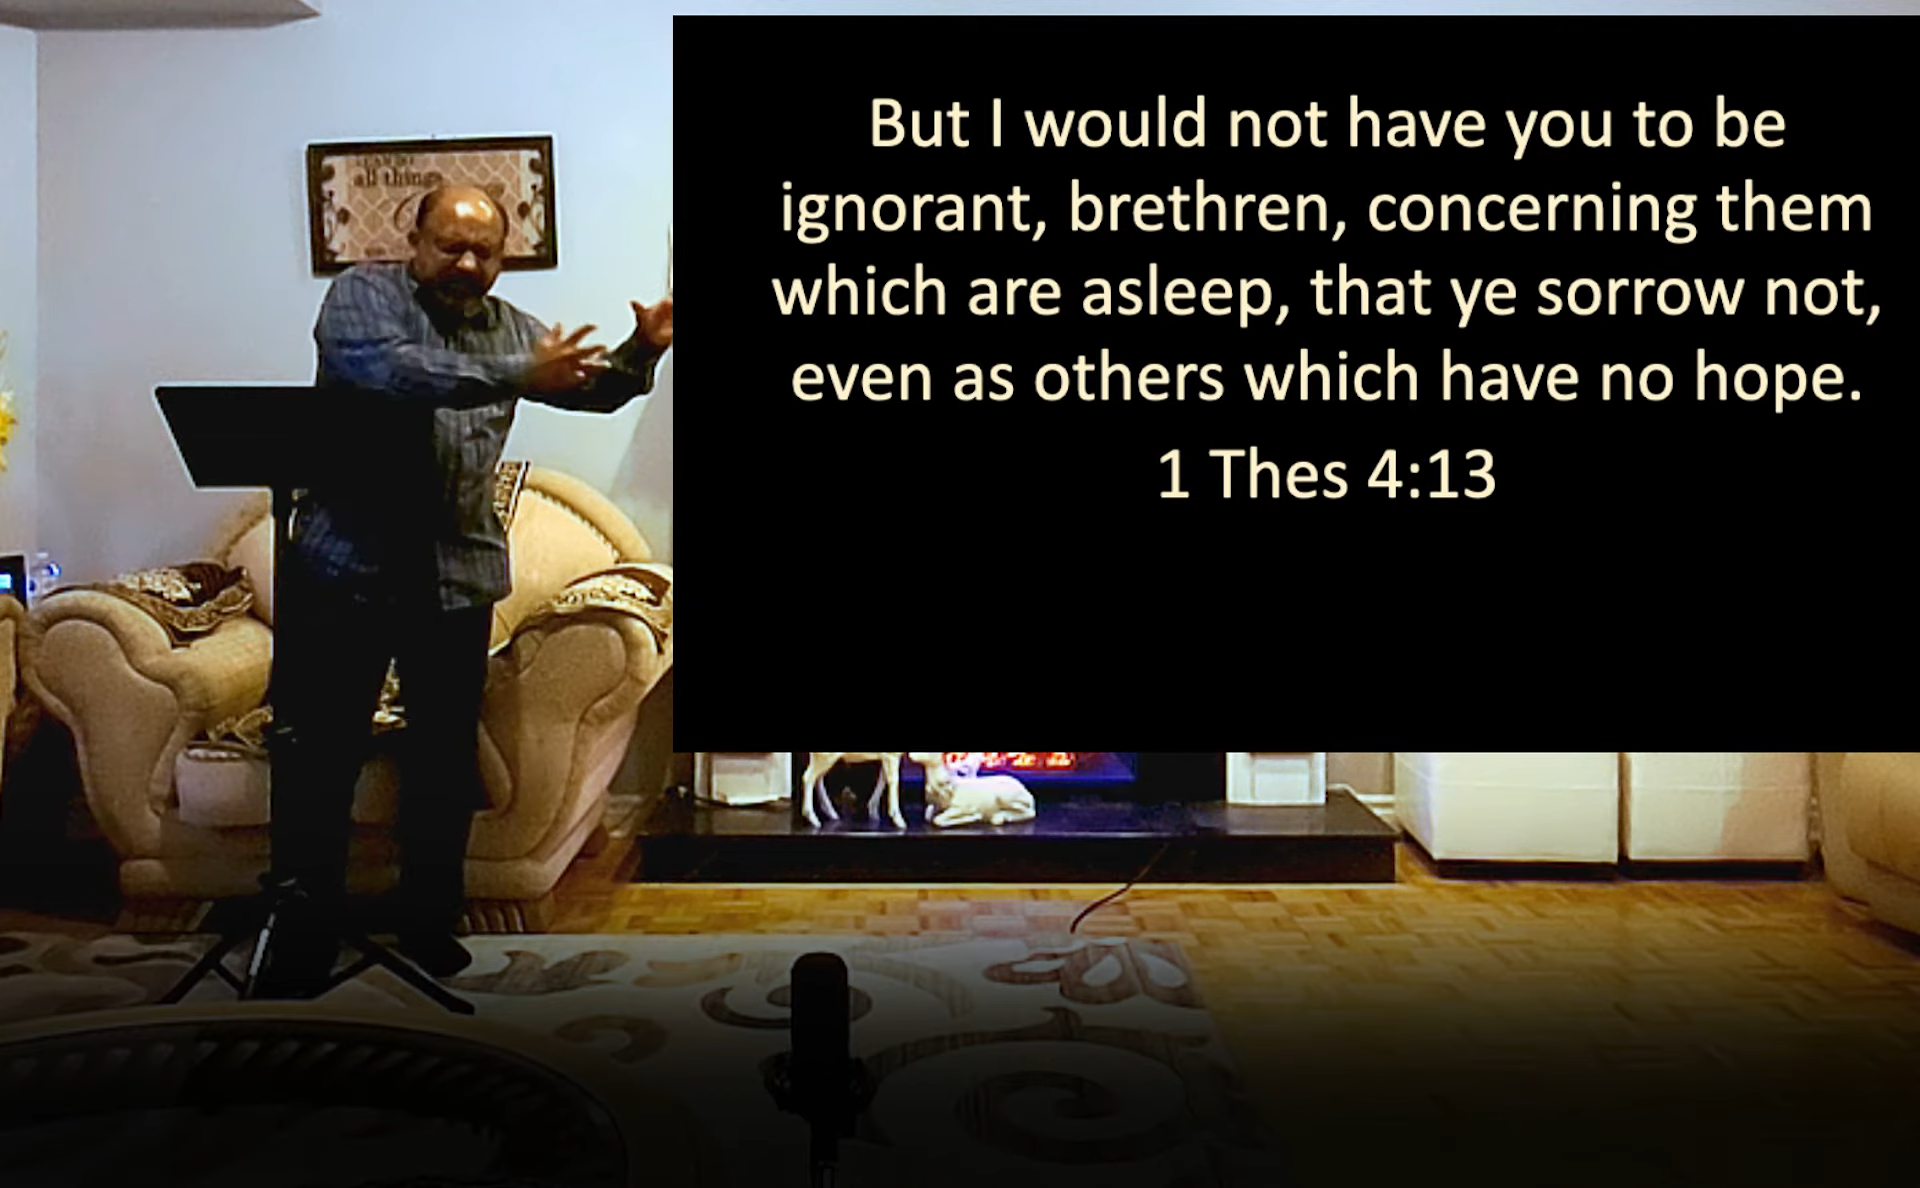 all things
But I would not have you to be
ignorant, brethren, concerning them
which are asleep, that ye sorrow not,
even as others which have no hope.
1 Thes 4:13